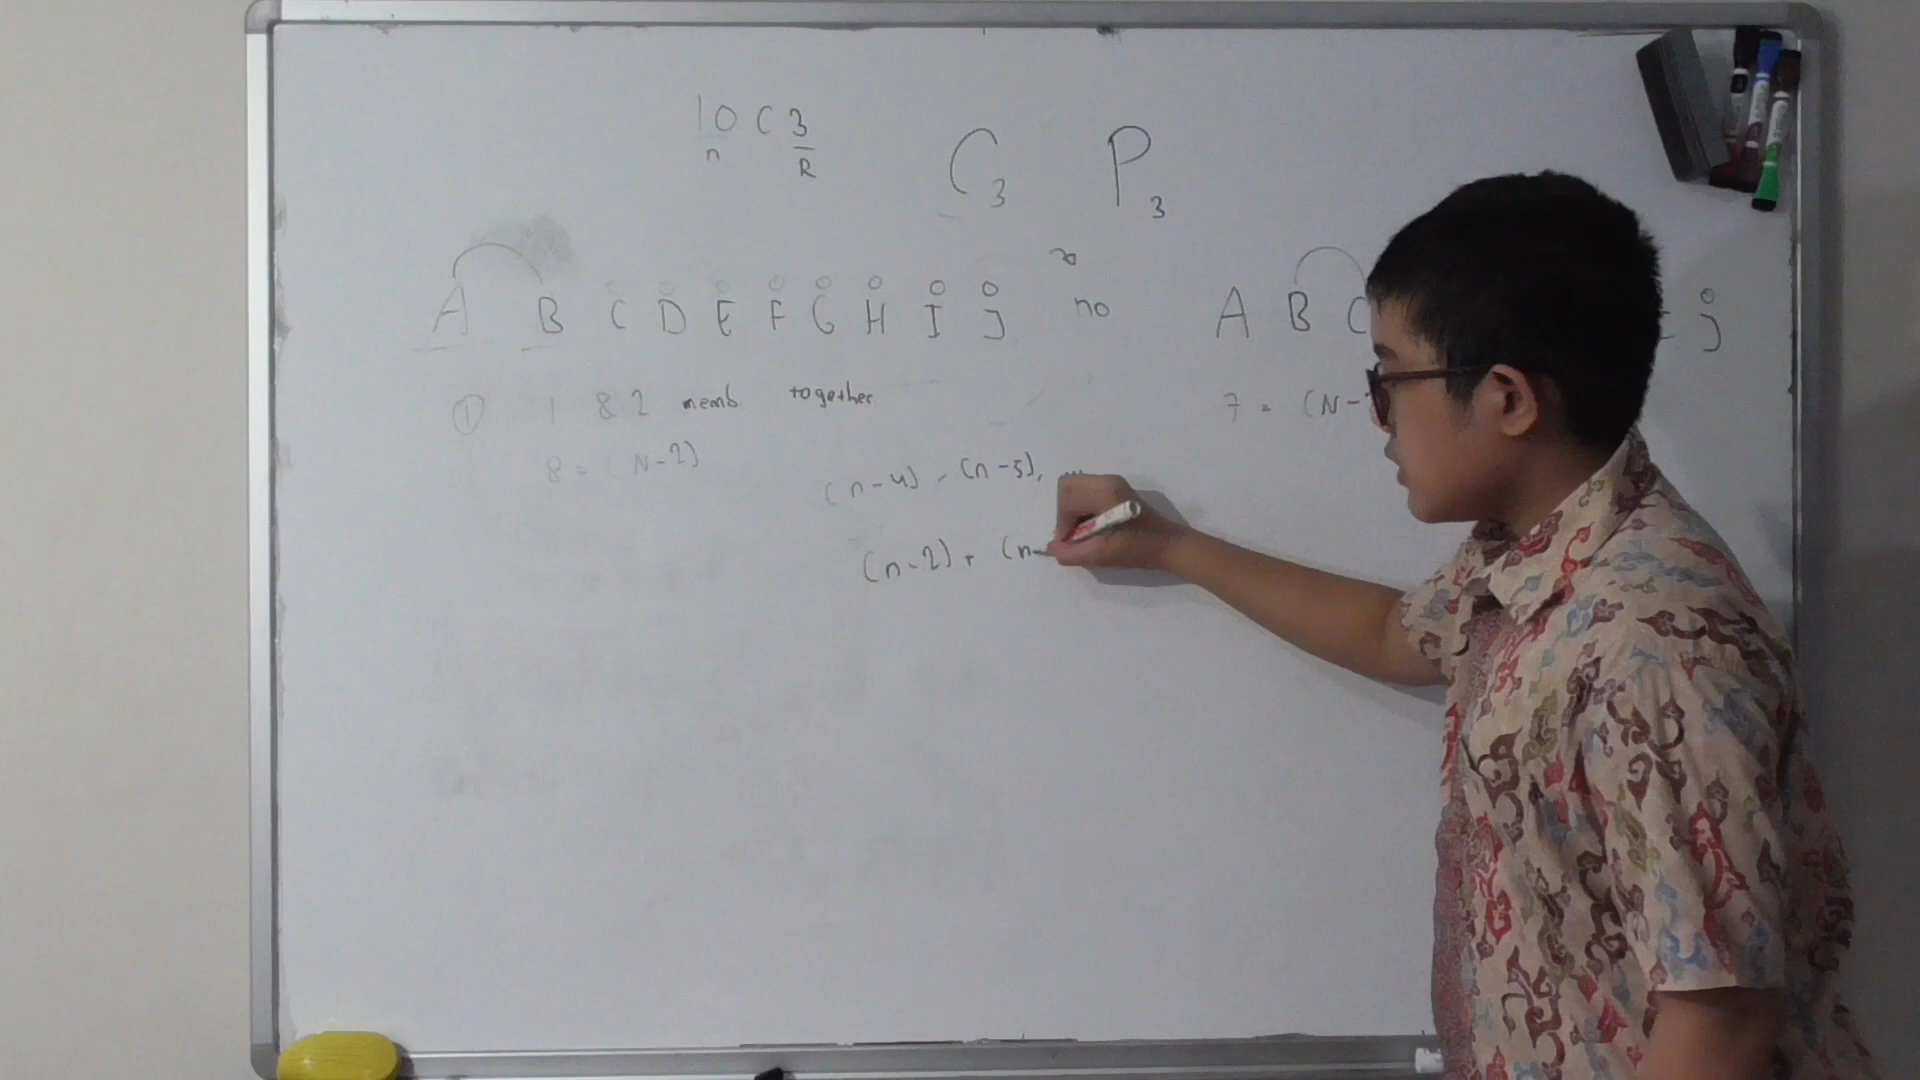 10 C 3
n R
C3 P3
A B C D E F G H I J no
A B C J
① 1 & 2 memb. together
8 = (N-2)
7 = (N-
(n-4) - (n-5), ...
(n-2) + (n-